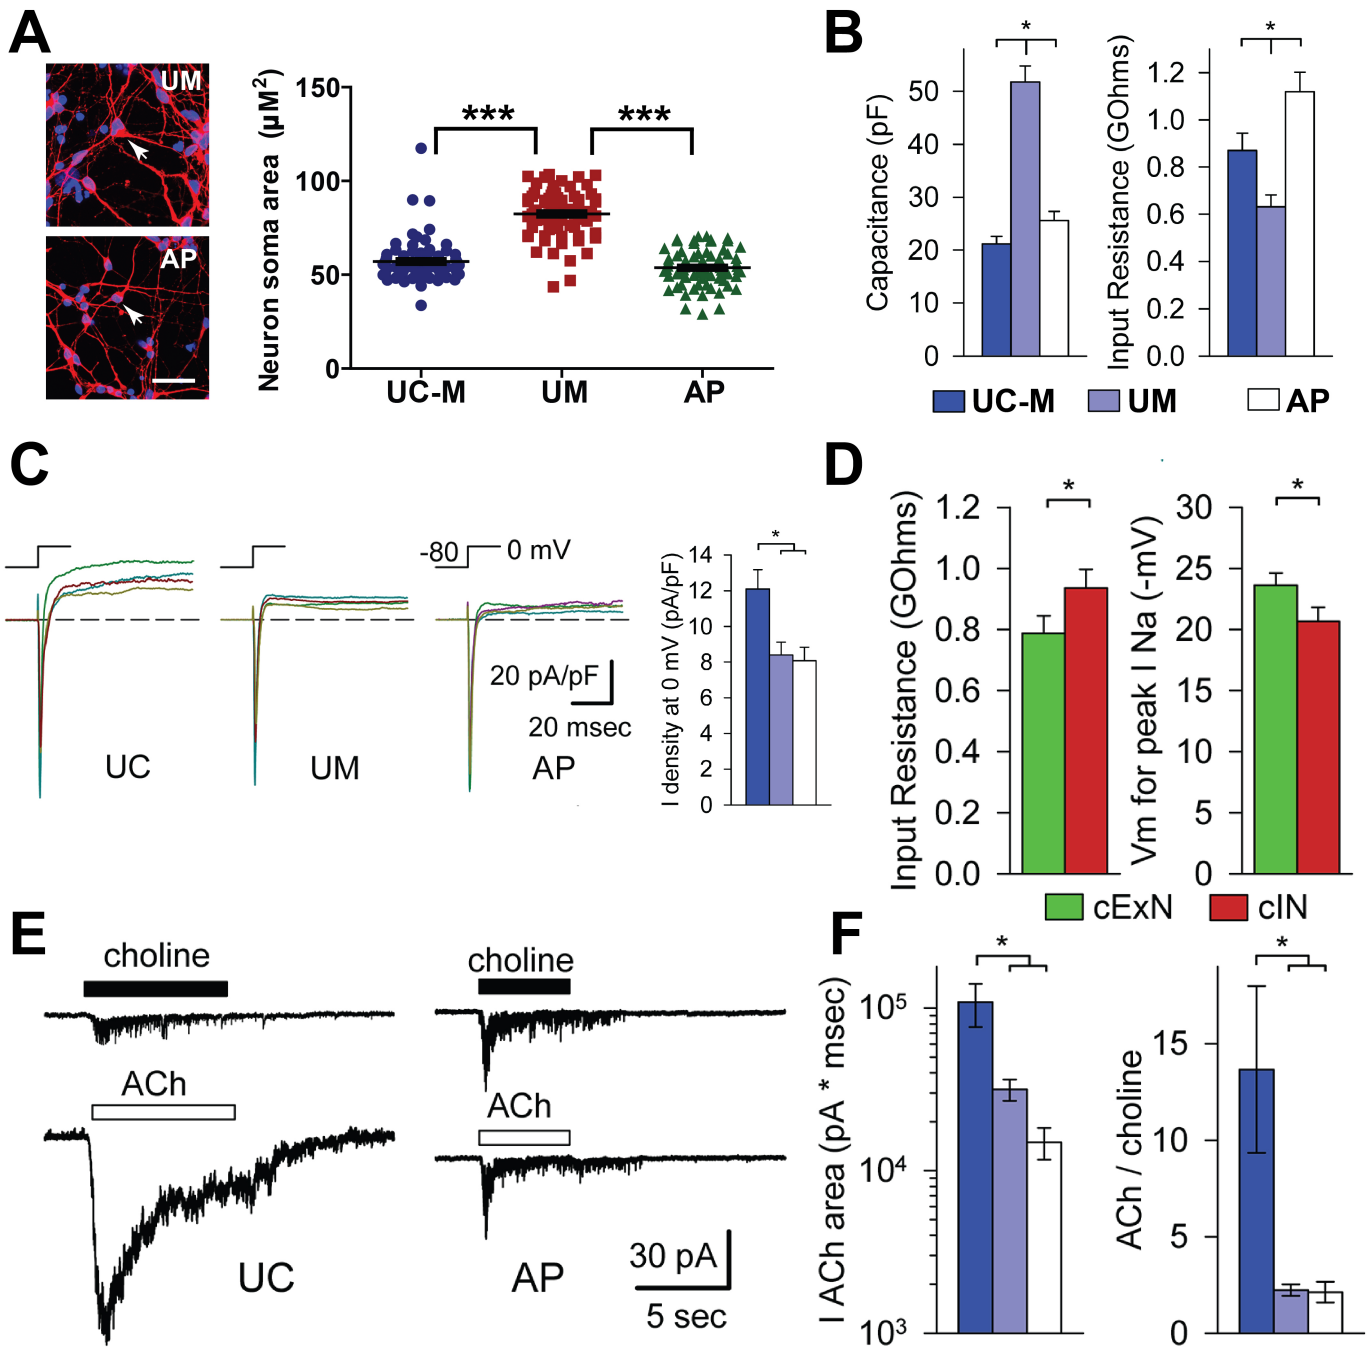 A
UM
AP
Neuron soma area (µM²)
150
100
50
0
***
***
UC-M
UM
AP
B
Capacitance (pF)
50
40
30
20
10
0
*
Input Resistance (GOhms)
1.2
1.0
0.8
0.6
0.4
0.2
0.0
*
UC-M
UM
AP
C
-80
0 mV
20 pA/pF
20 msec
UC
UM
AP
I density at 0 mV (pA/pF)
14
12
10
8
6
4
2
0
*
D
Input Resistance (GOhms)
1.2
1.0
0.8
0.6
0.4
0.2
0.0
*
Vm for peak I Na (-mV)
30
25
20
15
10
5
0
*
cExN
cIN
E
choline
ACh
UC
choline
ACh
AP
30 pA
5 sec
F
I ACh area (pA * msec)
10⁵
10⁴
10³
*
ACh / choline
15
10
5
0
*